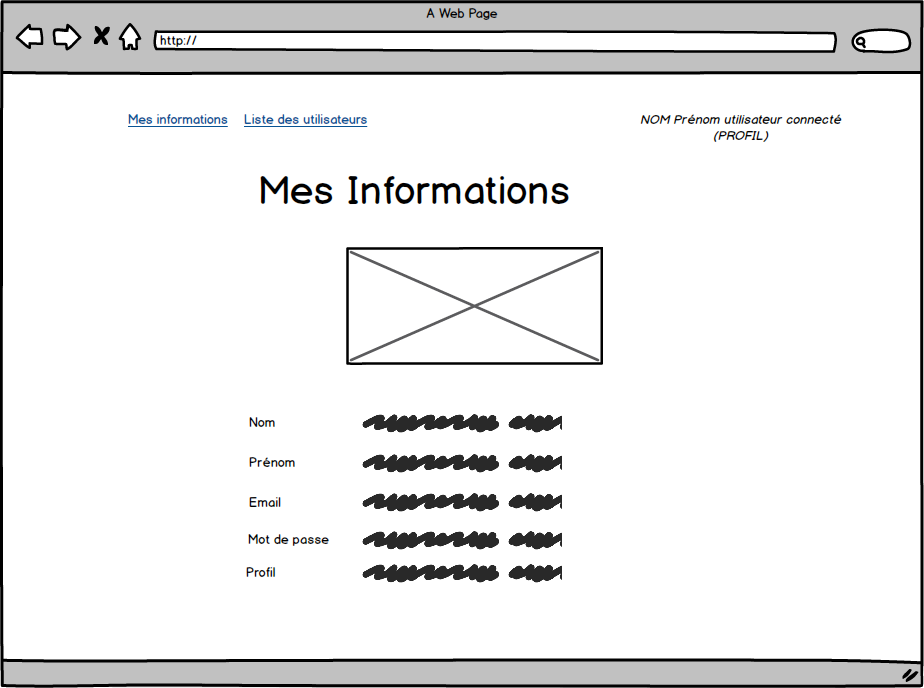 A Web Page
http://
Mes informations Liste des utilisateurs
NOM Prénom utilisateur connecté
(PROFIL)
Mes Informations
Nom
Prénom
Email
Mot de passe
Profil